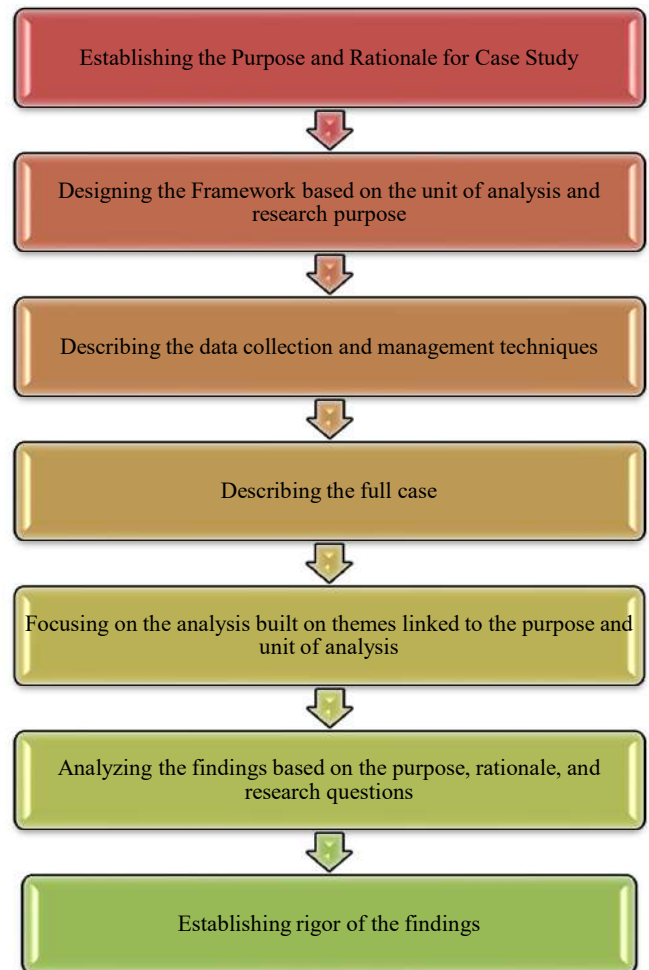 Establishing the Purpose and Rationale for Case Study
Designing the Framework based on the unit of analysis and
research purpose
Describing the data collection and management techniques
Describing the full case
Focusing on the analysis built on themes linked to the purpose and
unit of analysis
Analyzing the findings based on the purpose, rationale, and
research questions
Establishing rigor of the findings